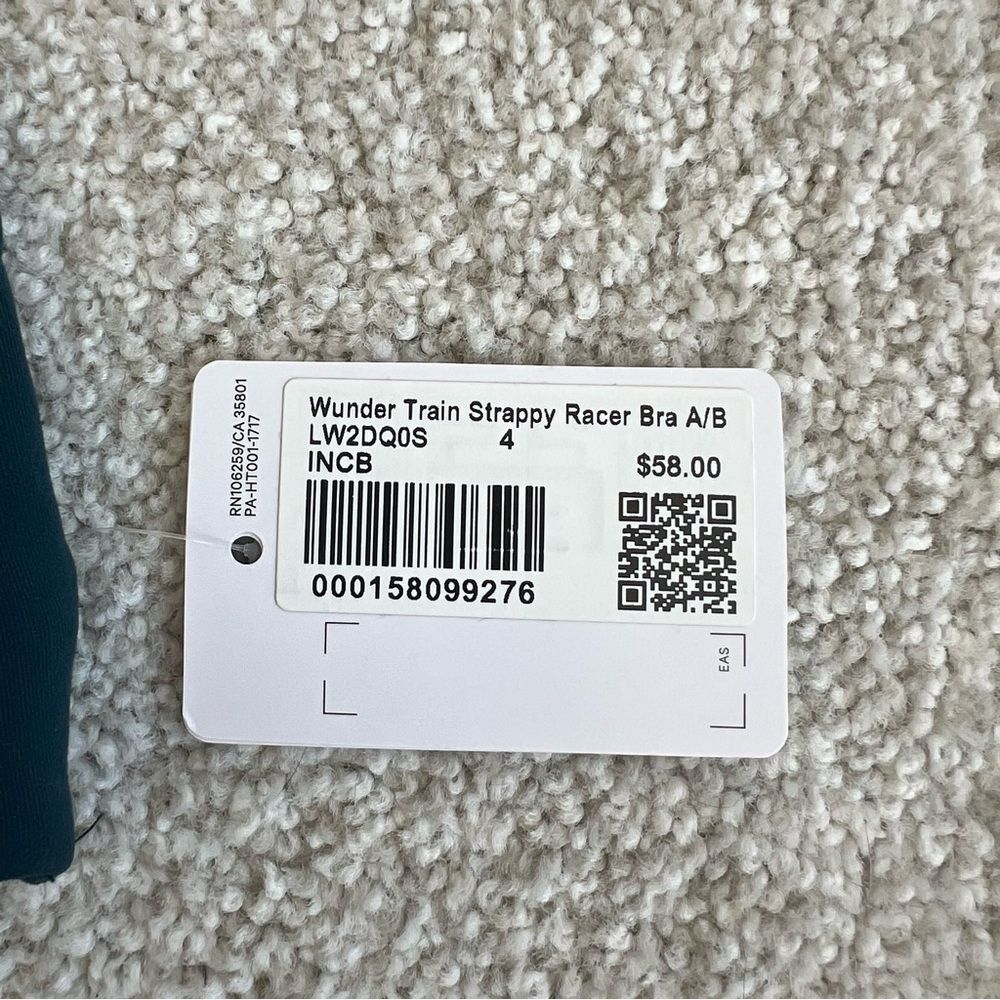 RN106259/CA 35801
PA-HT001-1717
Wunder Train Strappy Racer Bra A/B
LW2DQ0S 4
INCB $58.00
000158099276
EAS